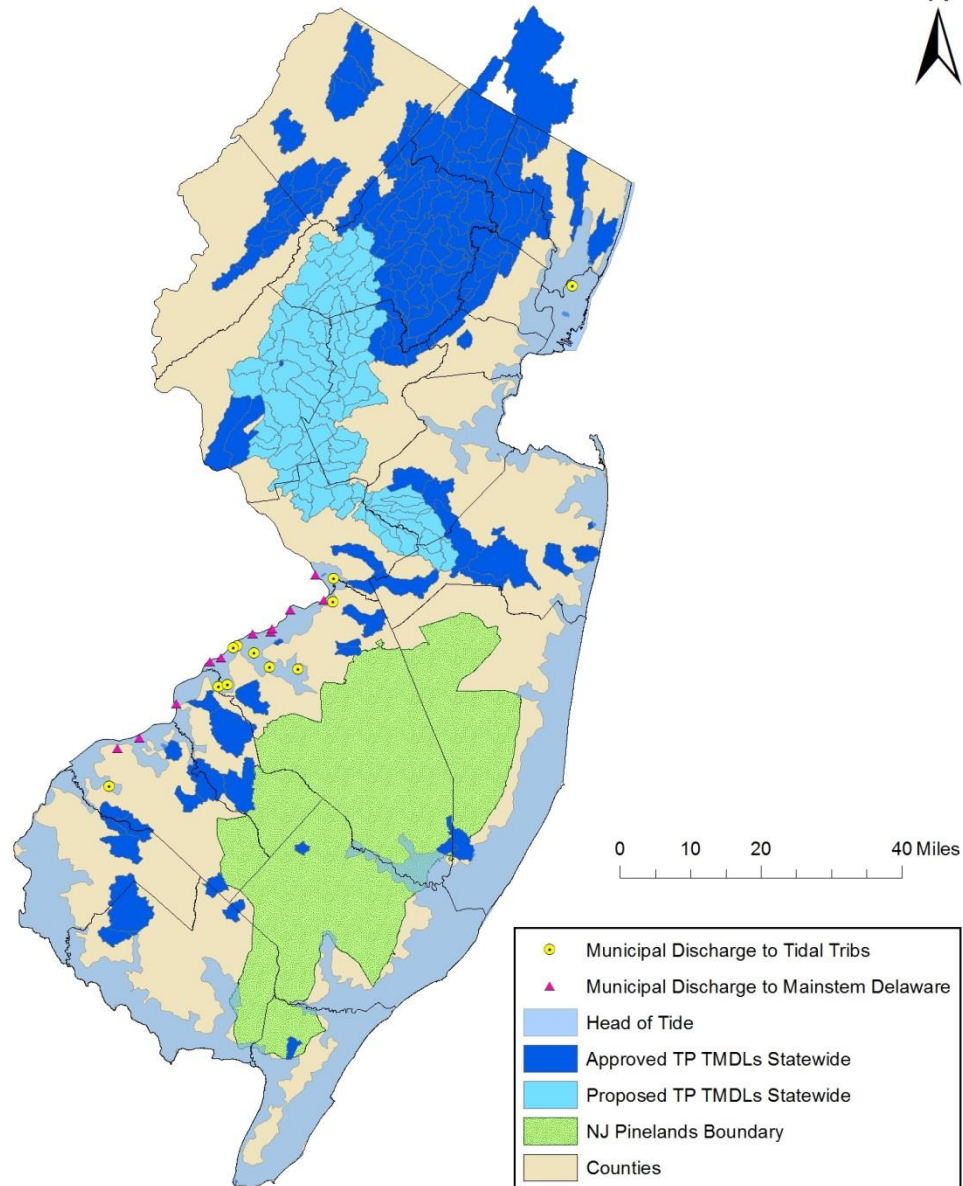 0 10 20 40 Miles
Municipal Discharge to Tidal Tribs
Municipal Discharge to Mainstem Delaware
Head of Tide
Approved TP TMDLs Statewide
Proposed TP TMDLs Statewide
NJ Pinelands Boundary
Counties